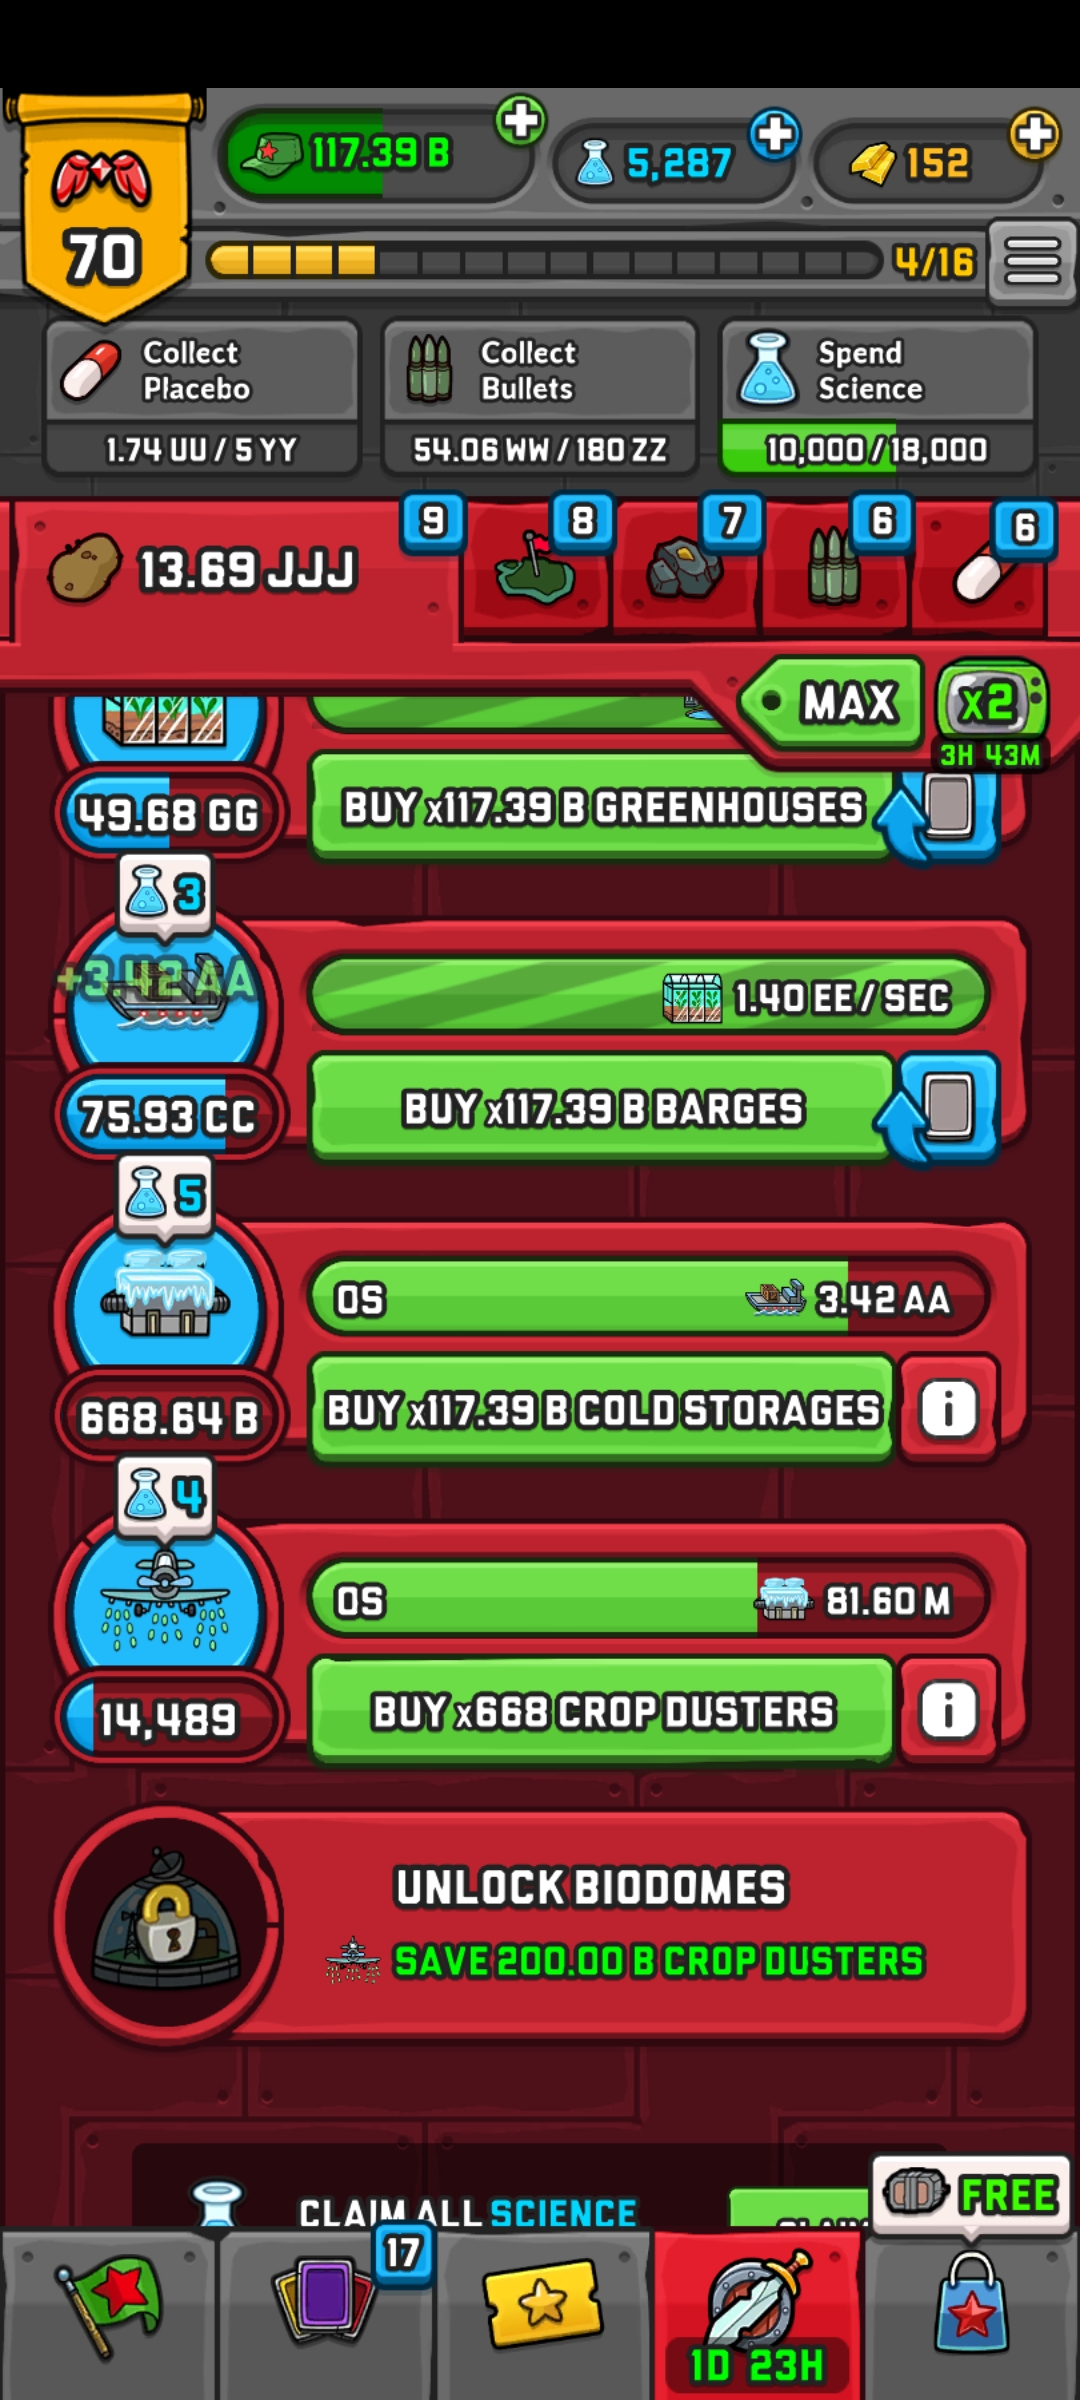 117.39 B
5,287
152
70
4/16
Collect
Placebo
1.74 UU / 5 YY
Collect
Bullets
54.06 WW / 180 ZZ
Spend
Science
10,000 / 18,000
13.69 JJJ
9
8
7
6
6
MAX
x2
3H 43M
49.68 GG
BUY x117.39 B GREENHOUSES
3
+3.42 AA
1.40 EE / SEC
75.93 CC
BUY x117.39 B BARGES
5
0S
3.42 AA
668.64 B
BUY x117.39 B COLD STORAGES
i
4
0S
81.60 M
14,489
BUY x668 CROP DUSTERS
i
UNLOCK BIODOMES
SAVE 200.00 B CROP DUSTERS
CLAIM ALL SCIENCE
FREE
17
1D 23H